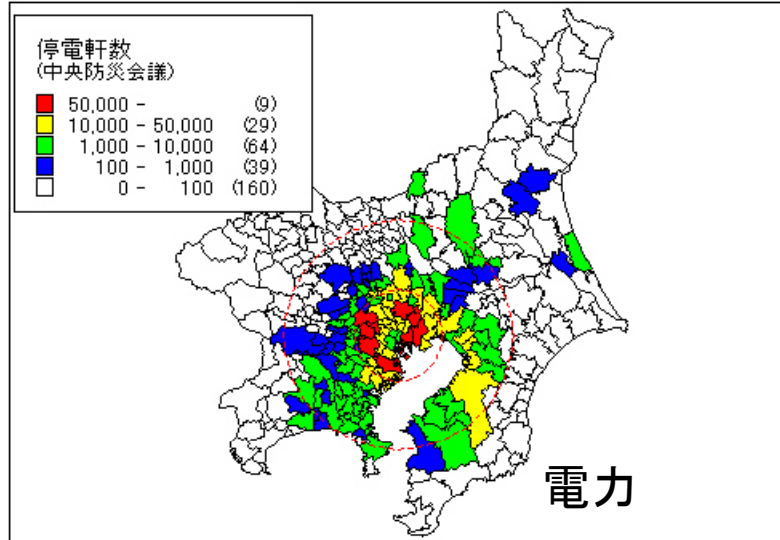 停電軒数
(中央防災会議)
50,000 - (9)
10,000 - 50,000 (29)
1,000 - 10,000 (64)
100 - 1,000 (39)
0 - 100 (160)
電力